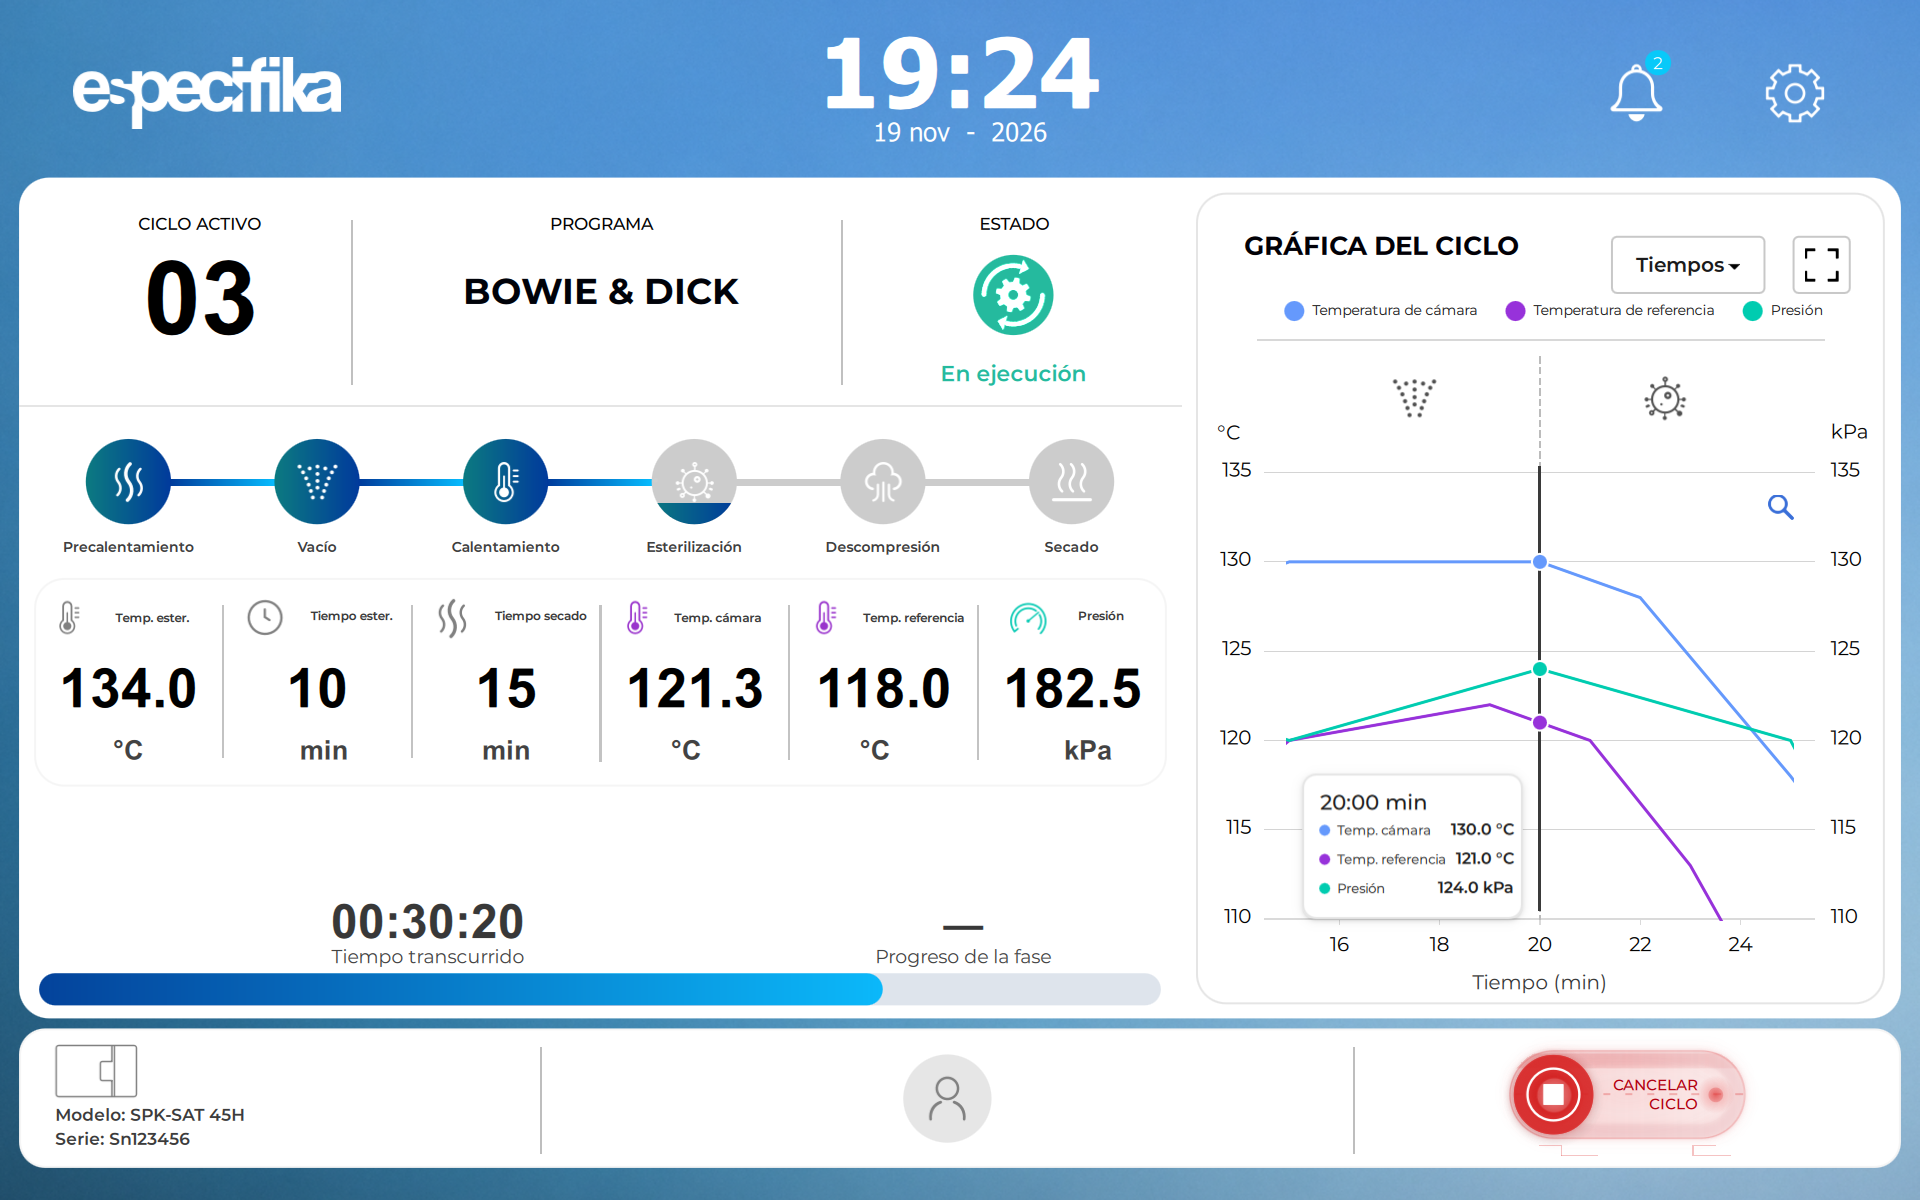 especifika
19:24
19 nov - 2026
2
CICLO ACTIVO
03
PROGRAMA
BOWIE & DICK
ESTADO
En ejecución
Precalentamiento
Vacío
Calentamiento
Esterilización
Descompresión
Secado
Temp. ester.
134.0
°C
Tiempo ester.
10
min
Tiempo secado
15
min
Temp. cámara
121.3
°C
Temp. referencia
118.0
°C
Presión
182.5
kPa
00:30:20
Tiempo transcurrido
—
Progreso de la fase
GRÁFICA DEL CICLO
Tiempos
Temperatura de cámara
Temperatura de referencia
Presión
°C
kPa
135
135
130
130
125
125
120
120
115
115
110
110
20:00 min
Temp. cámara 130.0 °C
Temp. referencia 121.0 °C
Presión 124.0 kPa
16 18 20 22 24
Tiempo (min)
Modelo: SPK-SAT 45H
Serie: Sn123456
CANCELAR
CICLO